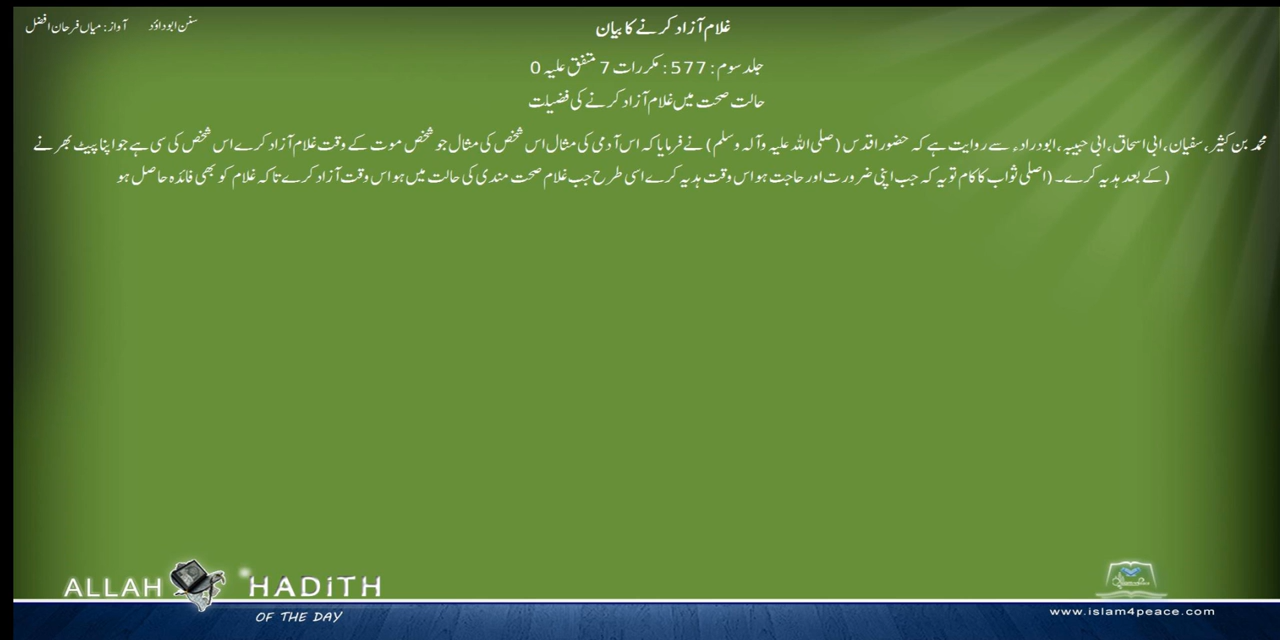 غلام آزاد کرنے کا بیان
سنن ابوداؤد آواز: میاں فرحان افضل
جلد سوم : 577 : مکررات 7 متفق علیہ 0
حالت صحت میں غلام آزاد کرنے کی فضیلت
محمد بن کثیر، سفیان، ابی اسحاق، ابی حبیبہ، ابودراد، سے روایت ہے کہ حضور اقدس (صلی اللہ علیہ وآلہ وسلم) نے فرمایا کہ اس آدمی کی مثال اس شخص کی مثال جو شخص موت کے وقت غلام آزاد کرے اس شخص کی سی ہے جو اپنا پیٹ بھرنے
کے بعد ہدیہ کرے۔ (اصلی ثواب کا کام تو یہ کہ جب اپنی ضرورت اور حاجت ہو اس وقت ہدیہ کرے اسی طرح جب غلام صحت مندی کی حالت میں ہو اس وقت آزاد کرے تاکہ غلام کو بھی فائدہ حاصل ہو)
ALLAH HADITH
OF THE DAY
www.islam4peace.com